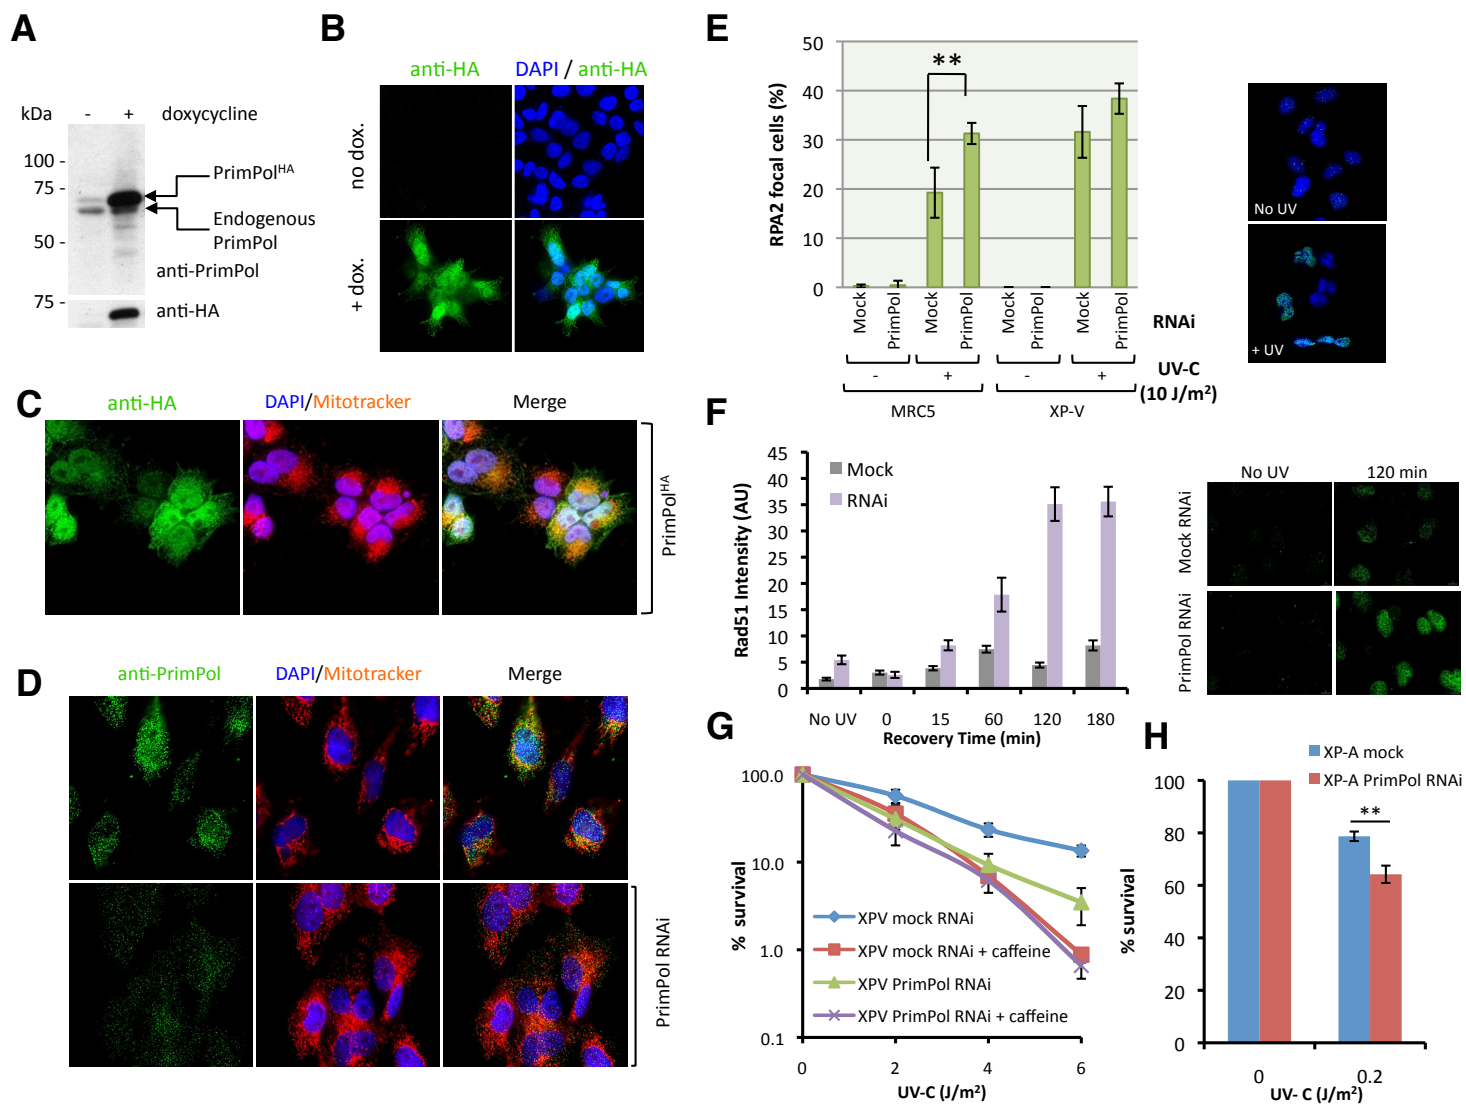 A
kDa
- + doxycycline
100 -
75 -
PrimPolHA
Endogenous
PrimPol
50 -
anti-PrimPol
75 -
anti-HA
B
anti-HA
DAPI / anti-HA
no dox.
+ dox.
C
anti-HA
DAPI/Mitotracker
Merge
PrimPolHA
D
anti-PrimPol
DAPI/Mitotracker
Merge
PrimPol RNAi
E
RPA2 focal cells (%)
50
40
30
20
10
0
**
Mock
PrimPol
Mock
PrimPol
Mock
PrimPol
Mock
PrimPol
RNAi
- + - +
UV-C
(10 J/m2)
MRC5
XP-V
No UV
+ UV
F
Rad51 Intensity (AU)
45
40
35
30
25
20
15
10
5
0
Mock
RNAi
No UV 0 15 60 120 180
Recovery Time (min)
No UV
120 min
Mock RNAi
PrimPol RNAi
G
% survival
100.0
10.0
1.0
0.1
XPV mock RNAi
XPV mock RNAi + caffeine
XPV PrimPol RNAi
XPV PrimPol RNAi + caffeine
0 2 4 6
UV-C (J/m2)
H
XP-A mock
XP-A PrimPol RNAi
% survival
100
80
60
40
20
0
**
0 0.2
UV- C (J/m2)